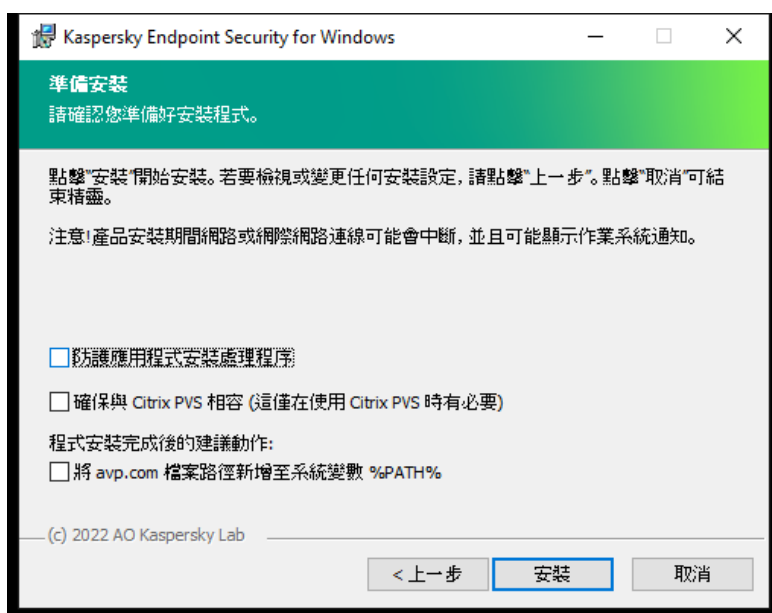 Kaspersky Endpoint Security for Windows
準備安裝
請確認您準備好安裝程式。
點擊"安裝"開始安裝。若要檢視或變更任何安裝設定，請點擊"上一步"。點擊"取消"可結
束精靈。
注意!產品安裝期間網路或網際網路連線可能會中斷，並且可能顯示作業系統通知。
防護應用程式安裝處理程序
確保與 Citrix PVS 相容 (這僅在使用 Citrix PVS 時有必要)
程式安裝完成後的建議動作:
將 avp.com 檔案路徑新增至系統變數 %PATH%
(c) 2022 AO Kaspersky Lab
< 上一步 安裝 取消